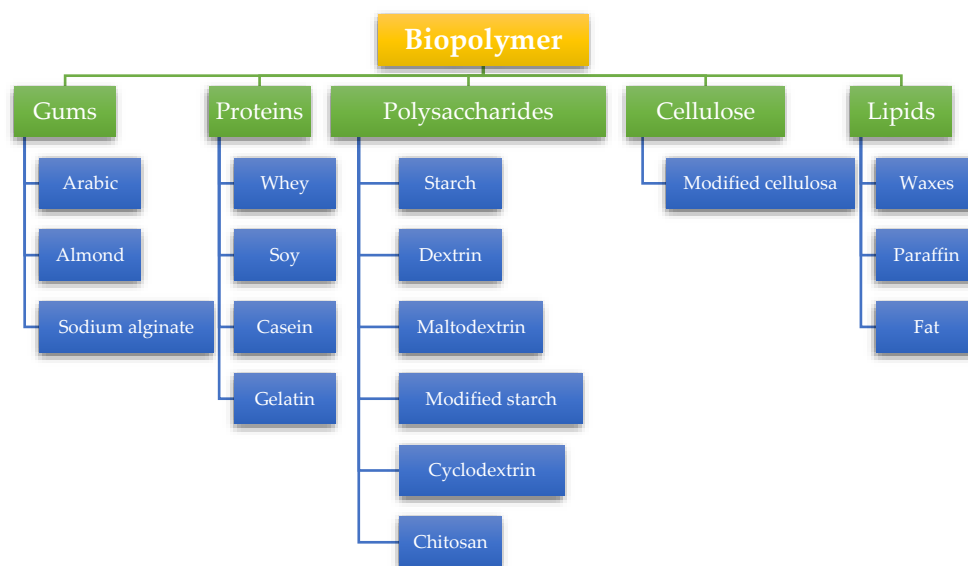 Biopolymer
Gums
Arabic
Almond
Sodium alginate
Proteins
Whey
Soy
Casein
Gelatin
Polysaccharides
Starch
Dextrin
Maltodextrin
Modified starch
Cyclodextrin
Chitosan
Cellulose
Modified cellulosa
Lipids
Waxes
Paraffin
Fat